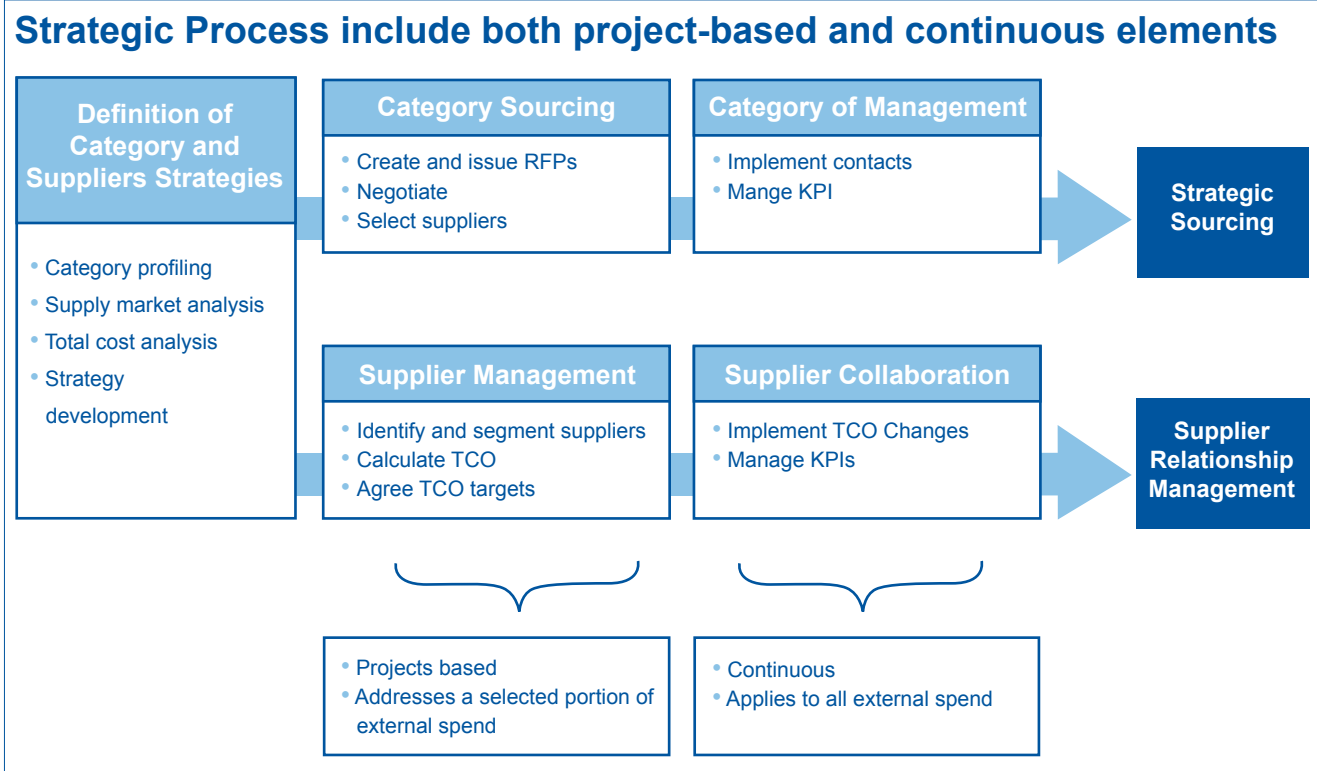 Strategic Process include both project-based and continuous elements
Definition of
Category and
Suppliers Strategies
• Category profiling
• Supply market analysis
• Total cost analysis
• Strategy
development
Category Sourcing
• Create and issue RFPs
• Negotiate
• Select suppliers
Category of Management
• Implement contacts
• Mange KPI
Strategic
Sourcing
Supplier Management
• Identify and segment suppliers
• Calculate TCO
• Agree TCO targets
Supplier Collaboration
• Implement TCO Changes
• Manage KPIs
Supplier
Relationship
Management
• Projects based
• Addresses a selected portion of
external spend
• Continuous
• Applies to all external spend